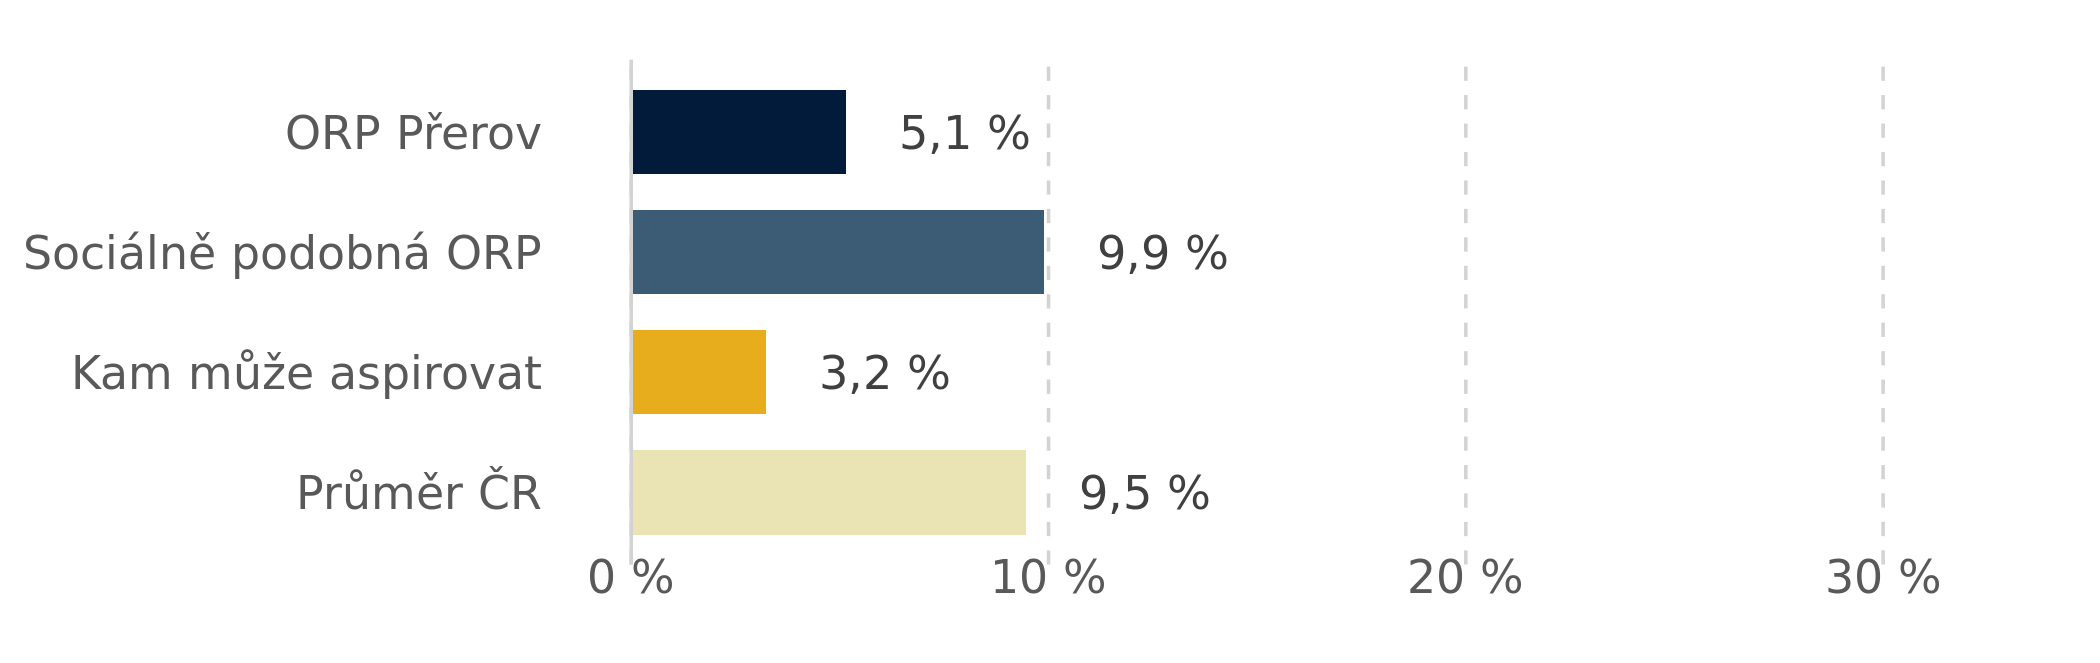 ORP Přerov 5,1 %
Sociálně podobná ORP 9,9 %
Kam může aspirovat 3,2 %
Průměr ČR 9,5 %
0 % 10 % 20 % 30 %